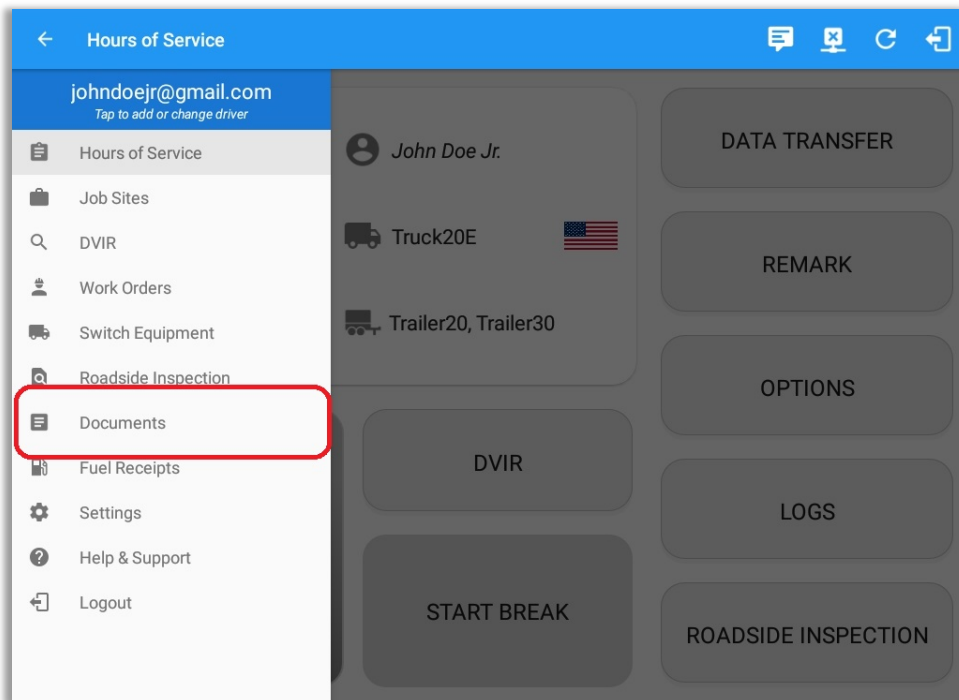 Hours of Service
johndoejr@gmail.com
Tap to add or change driver
Hours of Service
Job Sites
DVIR
Work Orders
Switch Equipment
Roadside Inspection
Documents
Fuel Receipts
Settings
Help & Support
Logout
John Doe Jr.
Truck20E
Trailer20, Trailer30
DVIR
START BREAK
DATA TRANSFER
REMARK
OPTIONS
LOGS
ROADSIDE INSPECTION